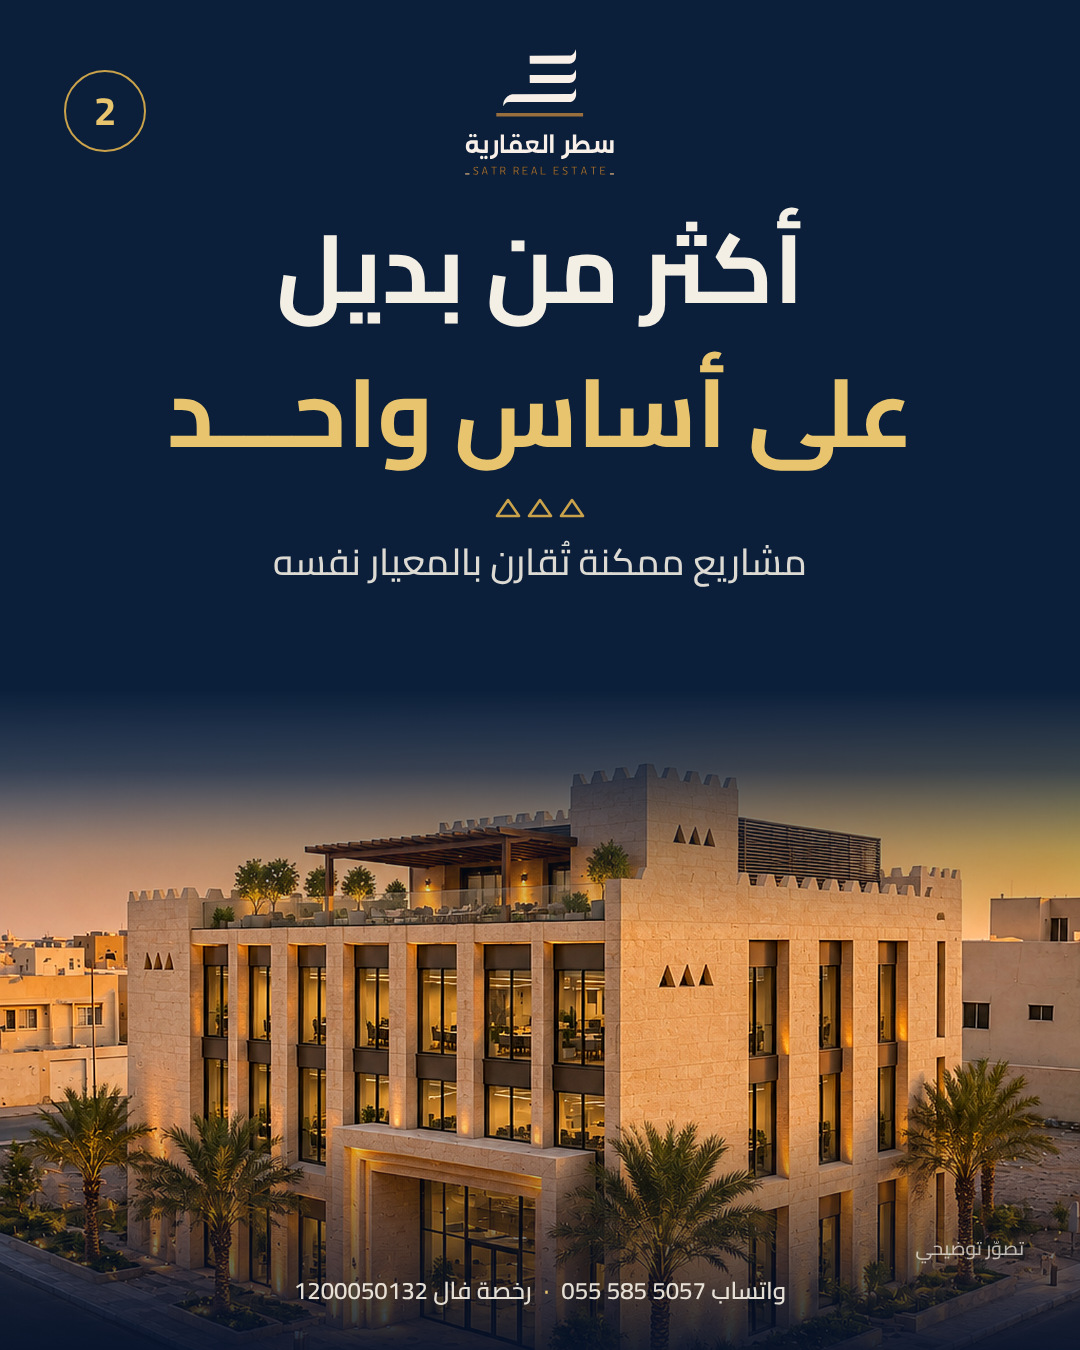 2
سطر العقارية
SATR REAL ESTATE
أكثر من بديل
على أساس واحـــد
مشاريع ممكنة تُقارن بالمعيار نفسه
تصوّر توضيحي
واتساب 055 585 5057 · رخصة فال 1200050132